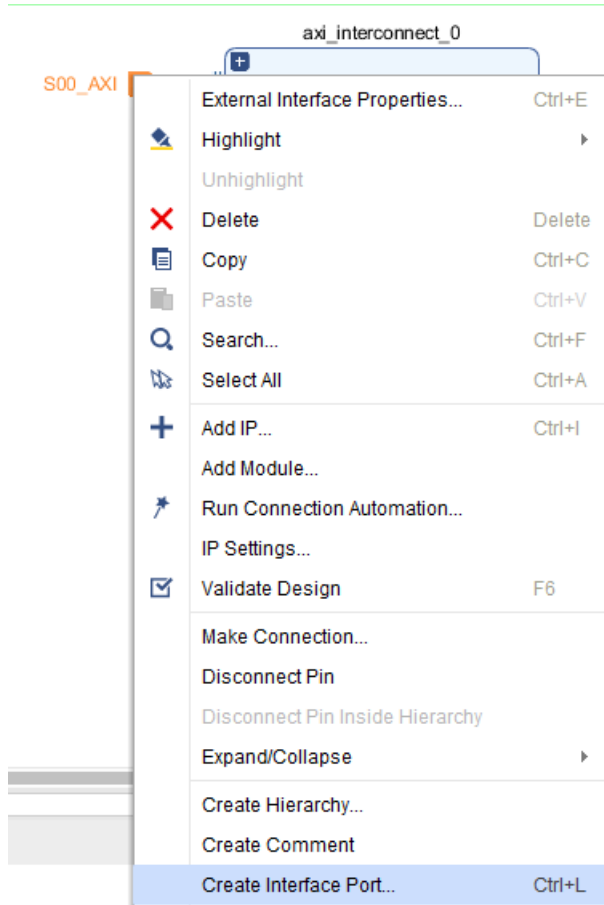 axi_interconnect_0
S00_AXI
External Interface Properties... Ctrl+E
Highlight
Unhighlight
Delete Delete
Copy Ctrl+C
Paste Ctrl+V
Search... Ctrl+F
Select All Ctrl+A
Add IP... Ctrl+I
Add Module...
Run Connection Automation...
IP Settings...
Validate Design F6
Make Connection...
Disconnect Pin
Disconnect Pin Inside Hierarchy
Expand/Collapse
Create Hierarchy...
Create Comment
Create Interface Port... Ctrl+L